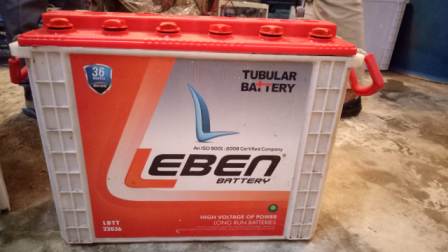 36
TUBULAR
BATTERY
An ISO 9001 : 2008 Certified Company
LEBEN
BATTERY
HIGH VOLTAGE OF POWER
LONG RUN BATTERIES
LBTT
22036